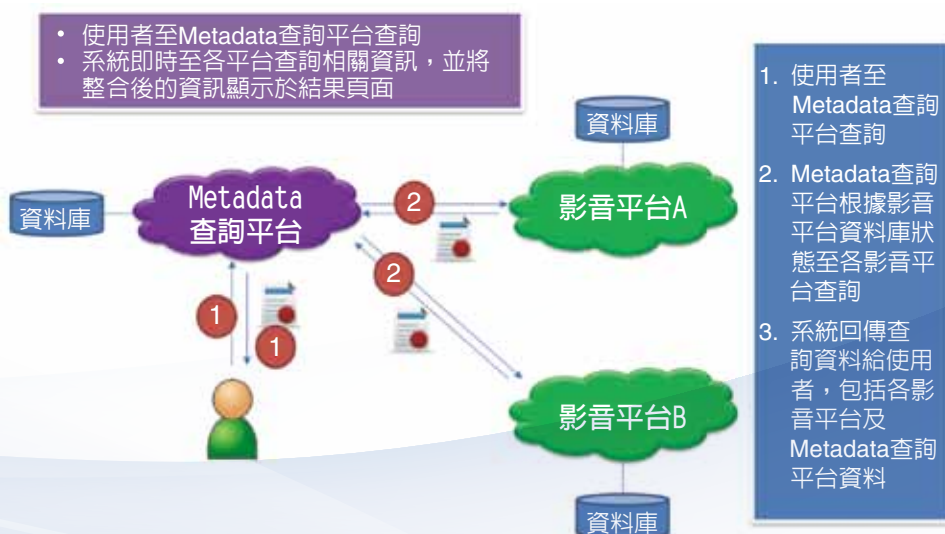 • 使用者至Metadata查詢平台查詢
• 系統即時至各平台查詢相關資訊，並將
整合後的資訊顯示於結果頁面
資料庫
Metadata
查詢平台
資料庫
影音平台A
2
2
1
1
影音平台B
資料庫
1. 使用者至
Metadata查詢
平台查詢
2. Metadata查詢
平台根據影音
平台資料庫狀
態至各影音平
台查詢
3. 系統回傳查
詢資料給使用
者，包括各影
音平台及
Metadata查詢
平台資料